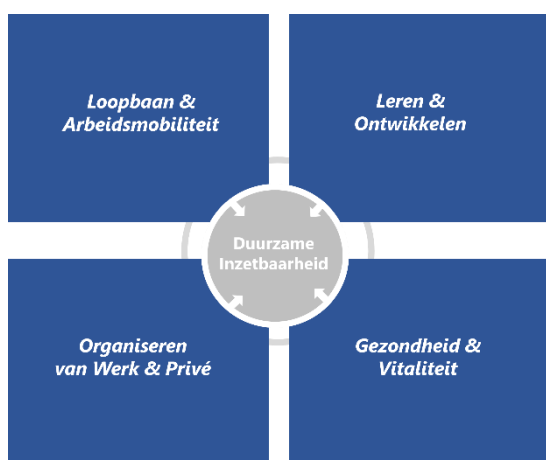 Loopbaan &
Arbeidsmobiliteit
Leren &
Ontwikkelen
Duurzame
Inzetbaarheid
Organiseren
van Werk & Privé
Gezondheid &
Vitaliteit